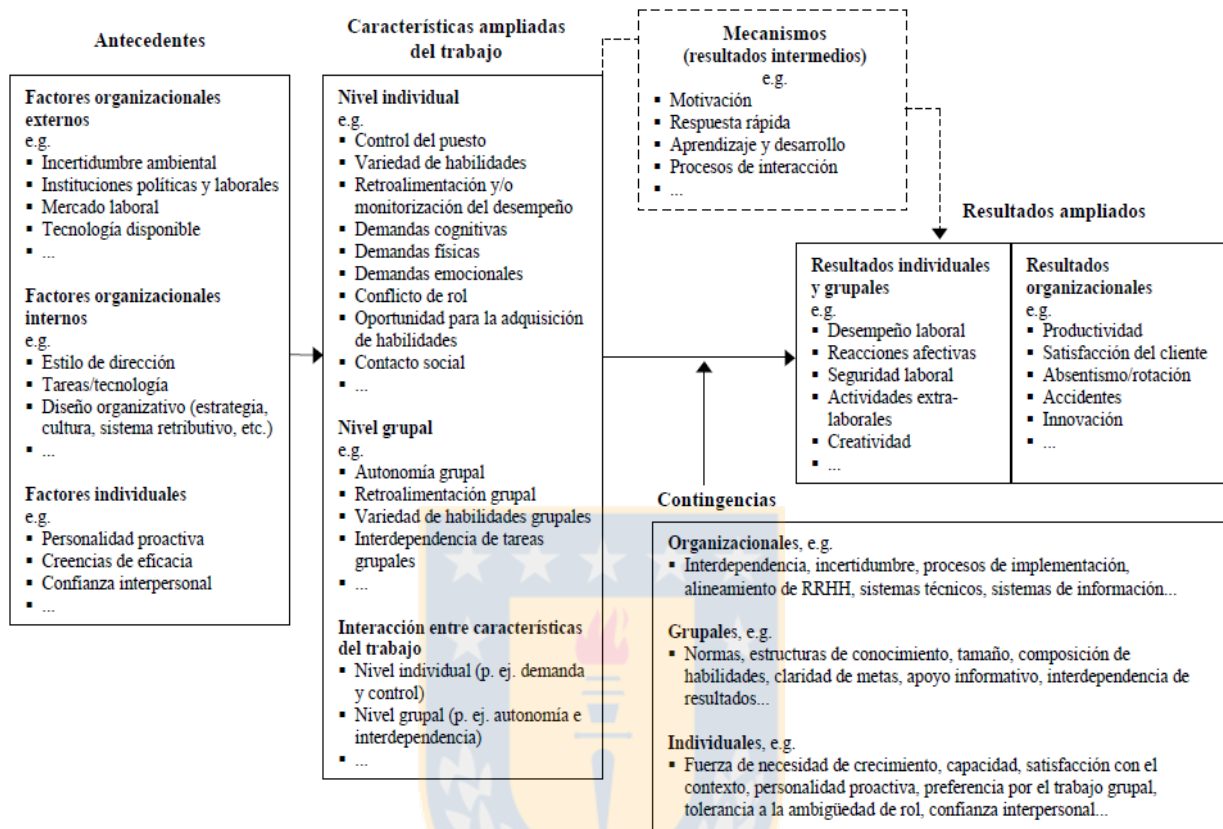 Antecedentes
Factores organizacionales
externos
e.g.
▪ Incertidumbre ambiental
▪ Instituciones políticas y laborales
▪ Mercado laboral
▪ Tecnología disponible
▪ ...
Factores organizacionales
internos
e.g.
▪ Estilo de dirección
▪ Tareas/tecnología
▪ Diseño organizativo (estrategia,
cultura, sistema retributivo, etc.)
▪ ...
Factores individuales
e.g.
▪ Personalidad proactiva
▪ Creencias de eficacia
▪ Confianza interpersonal
▪ ...
Características ampliadas
del trabajo
Nivel individual
e.g.
▪ Control del puesto
▪ Variedad de habilidades
▪ Retroalimentación y/o
monitorización del desempeño
▪ Demandas cognitivas
▪ Demandas físicas
▪ Demandas emocionales
▪ Conflicto de rol
▪ Oportunidad para la adquisición
de habilidades
▪ Contacto social
▪ ...
Nivel grupal
e.g.
▪ Autonomía grupal
▪ Retroalimentación grupal
▪ Variedad de habilidades grupales
▪ Interdependencia de tareas
grupales
▪ ...
Interacción entre características
del trabajo
▪ Nivel individual (p. ej. demanda
y control)
▪ Nivel grupal (p. ej. autonomía e
interdependencia)
▪ ...
Mecanismos
(resultados intermedios)
e.g.
▪ Motivación
▪ Respuesta rápida
▪ Aprendizaje y desarrollo
▪ Procesos de interacción
▪ ...
Resultados ampliados
Resultados individuales
y grupales
e.g.
▪ Desempeño laboral
▪ Reacciones afectivas
▪ Seguridad laboral
▪ Actividades extra-
laborales
▪ Creatividad
▪ ...
Resultados
organizacionales
e.g.
▪ Productividad
▪ Satisfacción del cliente
▪ Absentismo/rotación
▪ Accidentes
▪ Innovación
▪ ...
Contingencias
Organizacionales, e.g.
▪ Interdependencia, incertidumbre, procesos de implementación,
alineamiento de RRHH, sistemas técnicos, sistemas de información...
Grupales, e.g.
▪ Normas, estructuras de conocimiento, tamaño, composición de
habilidades, claridad de metas, apoyo informativo, interdependencia de
resultados...
Individuales, e.g.
▪ Fuerza de necesidad de crecimiento, capacidad, satisfacción con el
contexto, personalidad proactiva, preferencia por el trabajo grupal,
tolerancia a la ambigüedad de rol, confianza interpersonal...